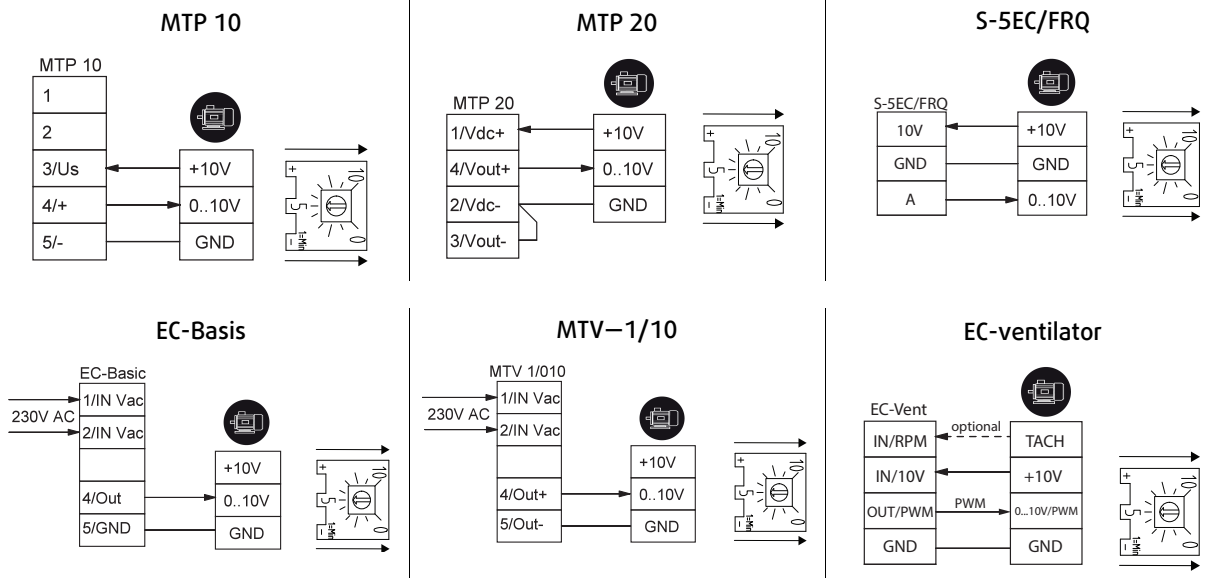 MTP 10
MTP 10
1
2
3/Us
4/+
5/-
+10V
0..10V
GND
+
5
-
10
0
1=Min
MTP 20
MTP 20
1/Vdc+
4/Vout+
2/Vdc-
3/Vout-
+10V
0..10V
GND
+
5
-
10
0
1=Min
S-5EC/FRQ
S-5EC/FRQ
10V
GND
A
+10V
GND
0..10V
+
5
-
10
0
1=Min
EC-Basis
EC-Basic
230V AC
1/IN Vac
2/IN Vac
4/Out
5/GND
+10V
0..10V
GND
+
5
-
10
0
1=Min
MTV–1/10
MTV 1/010
230V AC
1/IN Vac
2/IN Vac
4/Out+
5/Out-
+10V
0..10V
GND
+
5
-
10
0
1=Min
EC-ventilator
EC-Vent
IN/RPM
optional
TACH
IN/10V
+10V
OUT/PWM
PWM
0...10V/PWM
GND
GND
+
5
-
10
0
1=Min